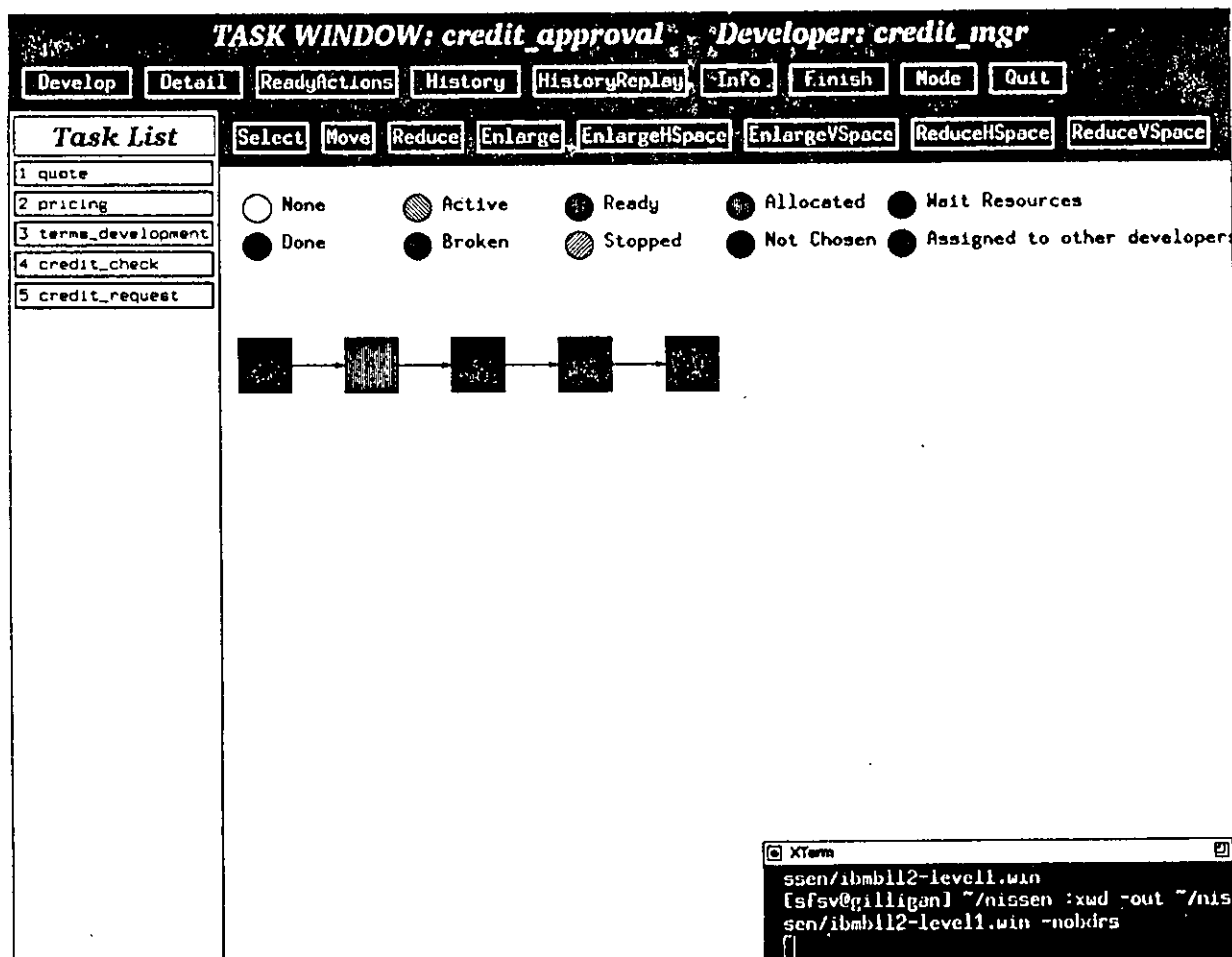 TASK WINDOW: credit_approval Developer: credit_mgr
Develop Detail ReadyActions History HistoryReplay Info Finish Mode Quit
Task List
Select Move Reduce Enlarge EnlargeHSpace EnlargeVSpace ReduceHSpace ReduceVSpace
1 quote
2 pricing
3 terms_development
4 credit_check
5 credit_request
None Active Ready Allocated Wait Resources
Done Broken Stopped Not Chosen Assigned to other developers
XTerm
ssen/ibmbl12-level1.win
[sfsv@gilligan] ~/nissen :xwd -out ~/nis
sen/ibmbl12-level1.win -nobdrs